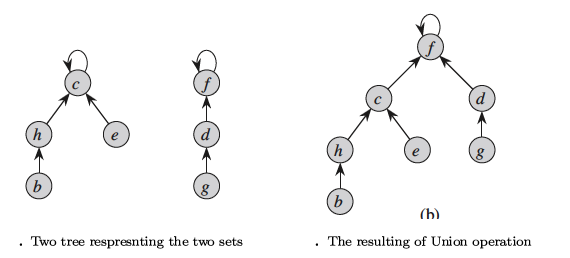 f
c
f
c
d
h
e
d
h
e
g
b
g
b
(b)
. Two tree respresnting the two sets
. The resulting of Union operation